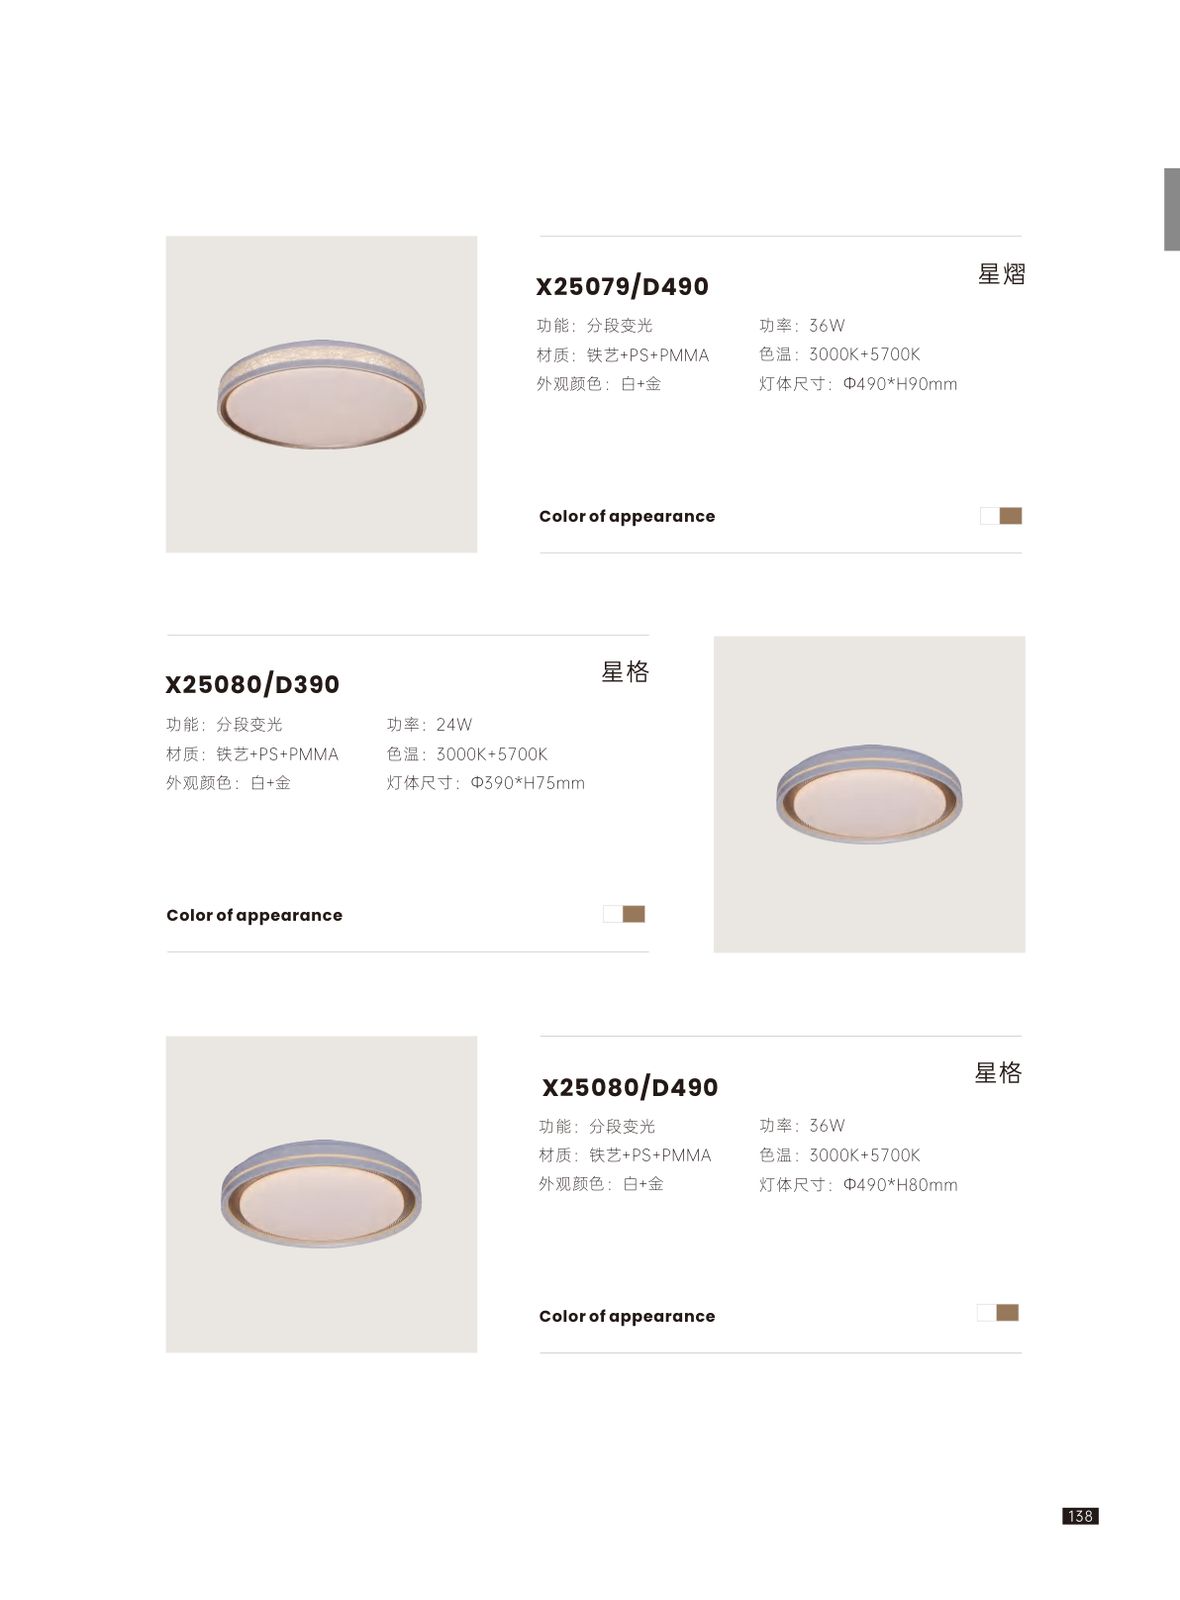 星熠
X25079/D490
功能：分段变光
功率：36W
材质：铁艺+PS+PMMA
色温：3000K+5700K
外观颜色：白+金
灯体尺寸：Φ490*H90mm
Color of appearance
星格
X25080/D390
功能：分段变光
功率：24W
材质：铁艺+PS+PMMA
色温：3000K+5700K
外观颜色：白+金
灯体尺寸：Φ390*H75mm
Color of appearance
星格
X25080/D490
功能：分段变光
功率：36W
材质：铁艺+PS+PMMA
色温：3000K+5700K
外观颜色：白+金
灯体尺寸：Φ490*H80mm
Color of appearance
138